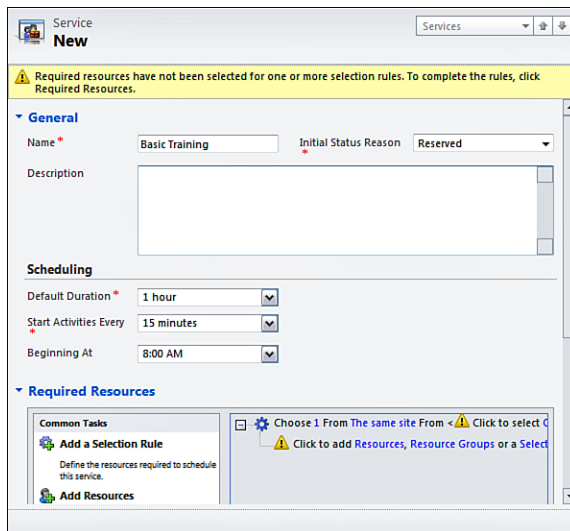 Service
New
Services
Required resources have not been selected for one or more selection rules. To complete the rules, click
Required Resources.
General
Name *
Basic Training
Initial Status Reason
*
Reserved
Description
Scheduling
Default Duration *
1 hour
Start Activities Every
*
15 minutes
Beginning At
8:00 AM
Required Resources
Common Tasks
Add a Selection Rule
Define the resources required to schedule
this service.
Add Resources
Choose 1 From The same site From < Click to select
Click to add Resources, Resource Groups or a Select